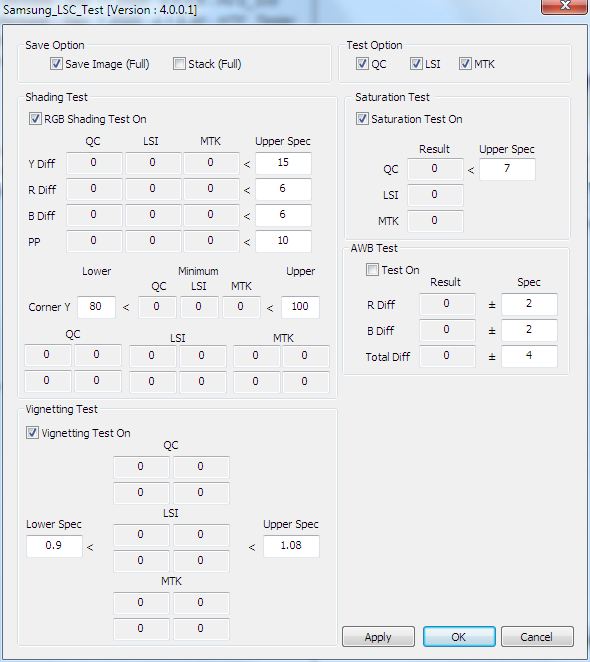 Samsung_LSC_Test [Version : 4.0.0.1]
Save Option
Save Image (Full) Stack (Full)
Test Option
QC LSI MTK
Shading Test
RGB Shading Test On
QC LSI MTK Upper Spec
Y Diff 0 0 0 < 15
R Diff 0 0 0 < 6
B Diff 0 0 0 < 6
PP 0 0 0 < 10
Lower Minimum Upper
QC LSI MTK
Corner Y 80 < 0 0 0 < 100
QC LSI MTK
0 0 0 0 0 0
0 0 0 0 0 0
Saturation Test
Saturation Test On
Result Upper Spec
QC 0 < 7
LSI 0
MTK 0
AWB Test
Test On
Result Spec
R Diff 0 ± 2
B Diff 0 ± 2
Total Diff 0 ± 4
Vignetting Test
Vignetting Test On
QC
0 0
0 0
LSI
Lower Spec 0 0 Upper Spec
0.9 < 0 0 < 1.08
MTK
0 0
0 0
Apply OK Cancel